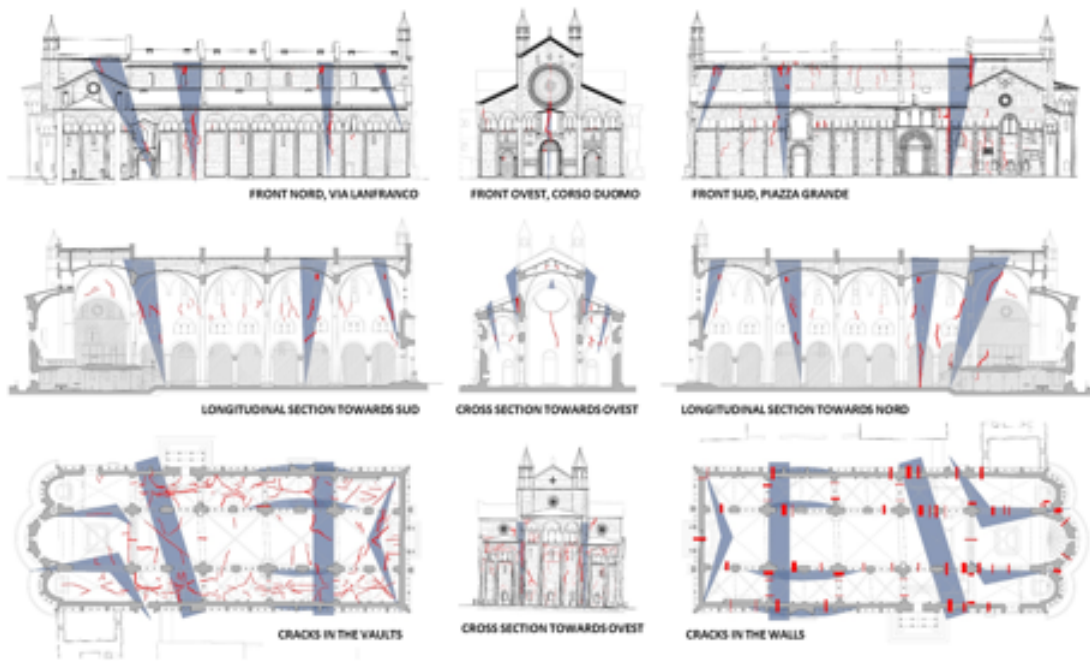 FRONT NORD, VIA LANFRANCO
FRONT OVEST, CORSO DUOMO
FRONT SUD, PIAZZA GRANDE
LONGITUDINAL SECTION TOWARDS SUD
CROSS SECTION TOWARDS OVEST
LONGITUDINAL SECTION TOWARDS NORD
CRACKS IN THE VAULTS
CROSS SECTION TOWARDS OVEST
CRACKS IN THE WALLS